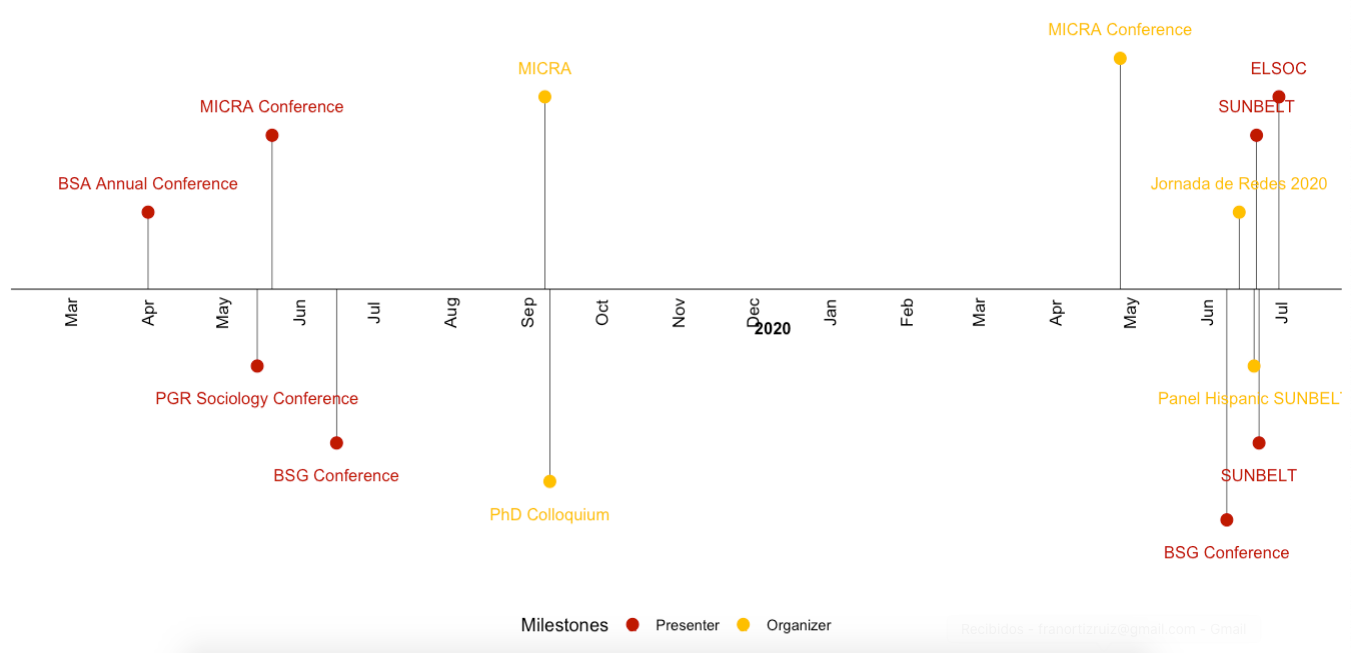 MICRA Conference
MICRA
ELSOC
MICRA Conference
SUNBELT
BSA Annual Conference
Jornada de Redes 2020
Mar
Apr
May
Jun
Jul
Aug
Sep
Oct
Nov
Dec
Jan
Feb
Mar
Apr
May
Jun
Jul
2020
PGR Sociology Conference
Panel Hispanic SUNBELT
BSG Conference
SUNBELT
PhD Colloquium
BSG Conference
Milestones Presenter Organizer
Recibidos - franortizruiz@gmail.com - Gmail